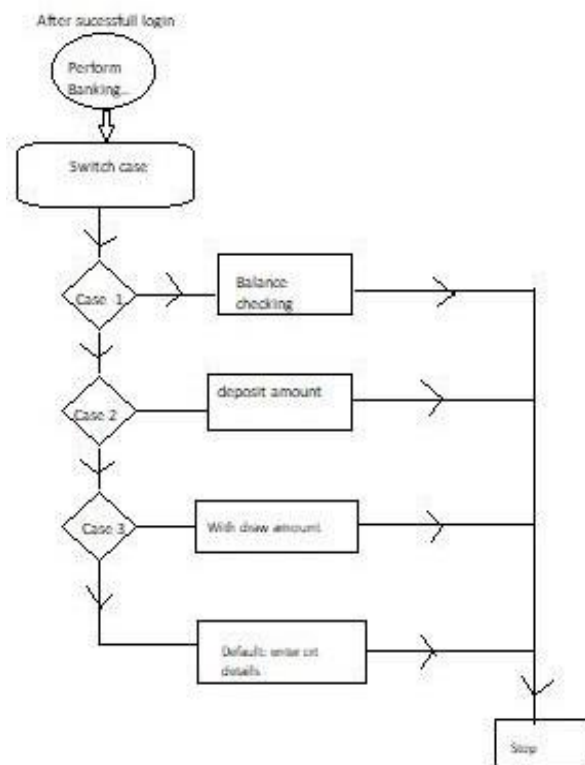 After sucessfull login
Perform
Banking...
Switch case
Case 1
Balance
checking
Case 2
deposit amount
Case 3
With draw amount
Default: enter crt
details
Stop